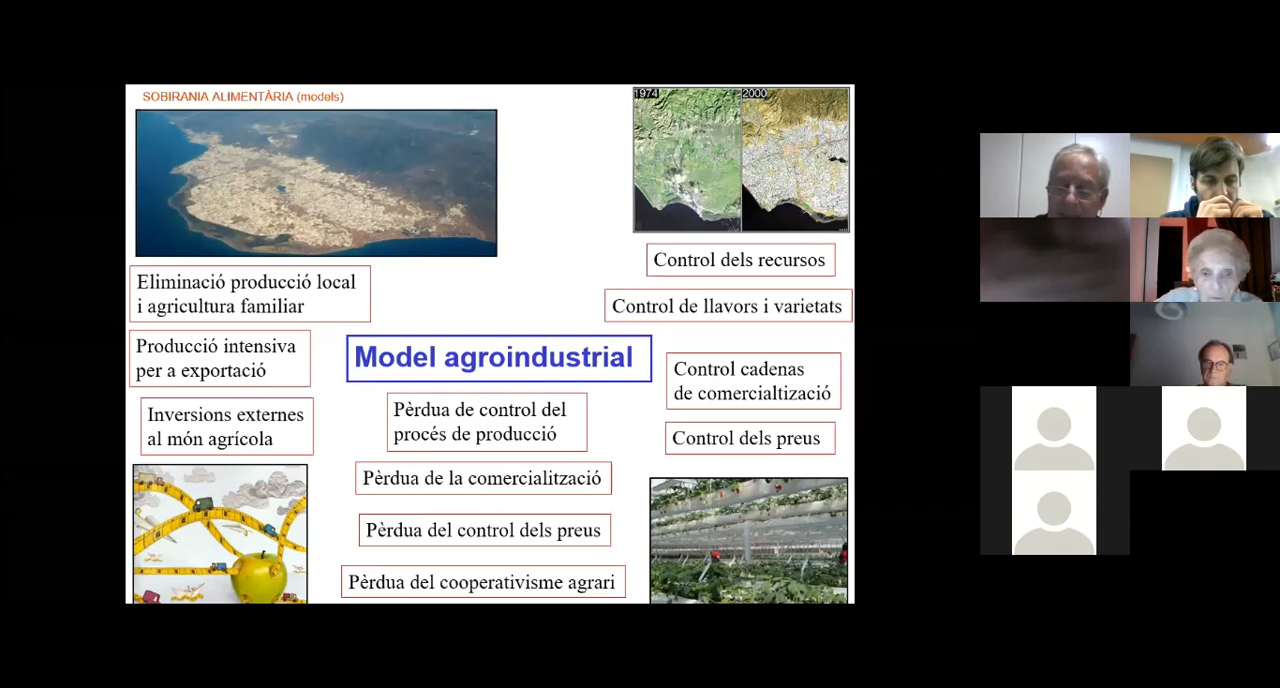 SOBIRANIA ALIMENTÀRIA (models)
1974
2000
Control dels recursos
Eliminació producció local
i agricultura familiar
Control de llavors i varietats
Producció intensiva
per a exportació
Model agroindustrial
Control cadenas
de comercialtizació
Inversions externes
al món agrícola
Pèrdua de control del
procés de producció
Control dels preus
Pèrdua de la comercialització
Pèrdua del control dels preus
Pèrdua del cooperativisme agrari